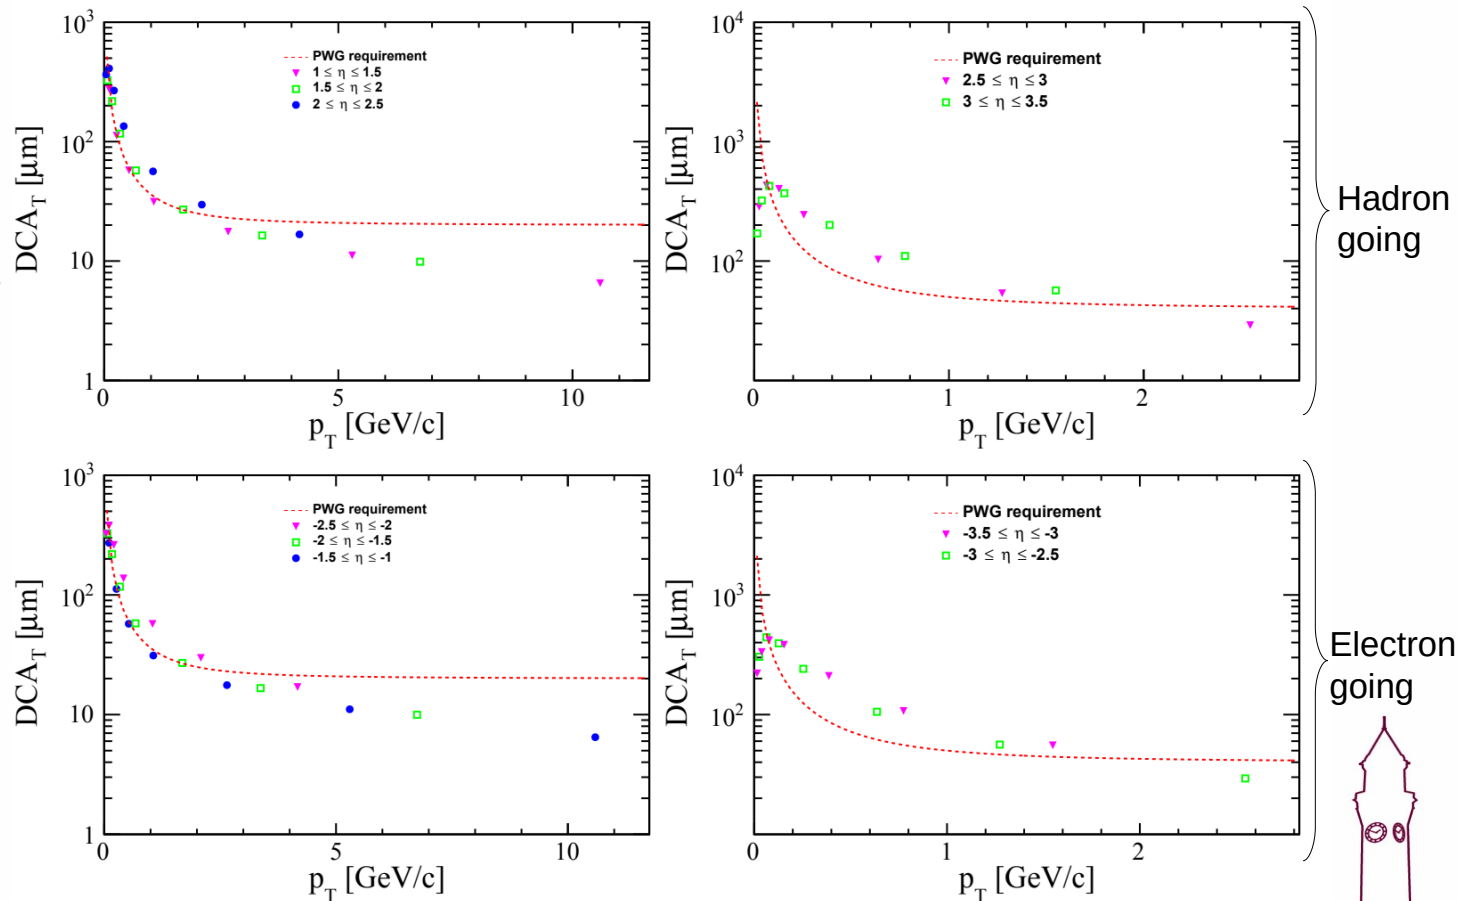 10³
10²
10
1
DCA_T [μm]
PWG requirement
1 ≤ η ≤ 1.5
1.5 ≤ η ≤ 2
2 ≤ η ≤ 2.5
0 5 10
p_T [GeV/c]
10⁴
10³
10²
DCA_T [μm]
PWG requirement
2.5 ≤ η ≤ 3
3 ≤ η ≤ 3.5
0 1 2
p_T [GeV/c]
Hadron
going
10³
10²
10
1
DCA_T [μm]
PWG requirement
-2.5 ≤ η ≤ -2
-2 ≤ η ≤ -1.5
-1.5 ≤ η ≤ -1
0 5 10
p_T [GeV/c]
10⁴
10³
10²
DCA_T [μm]
PWG requirement
-3.5 ≤ η ≤ -3
-3 ≤ η ≤ -2.5
0 1 2
p_T [GeV/c]
Electron
going